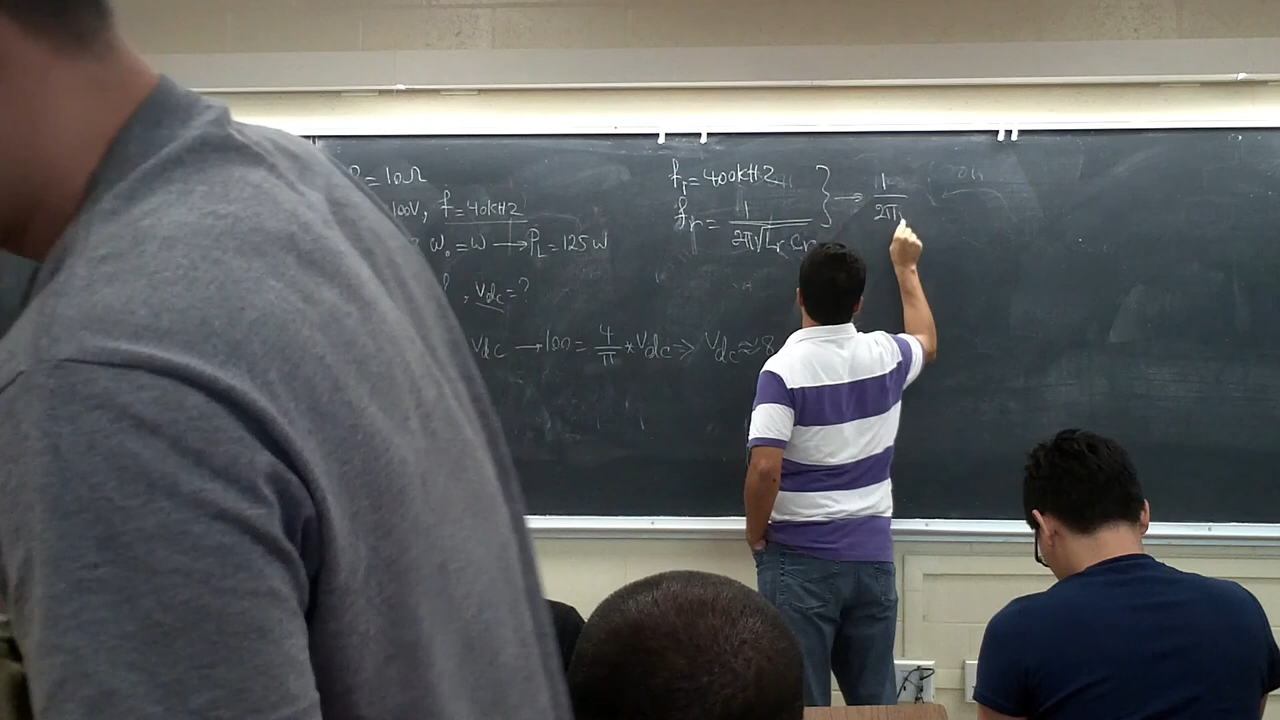 = 10Ω
100V, f=40kHz
ω₀ = ω → P_L = 125 W
, V_dc = ?
V_dc → 100 = 4/π * V_dc ⇒ V_dc ≈ 8
f_r = 400kHz } → 1/2π
f_r = 1/2π√L_r C_r